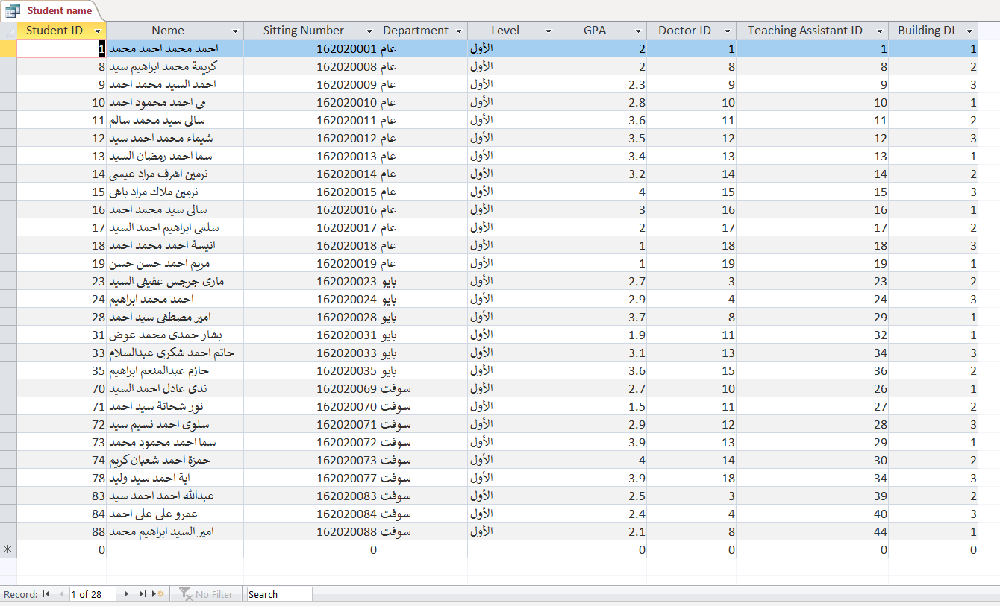 Student name
Student ID Neme Sitting Number Department Level GPA Doctor ID Teaching Assistant ID Building DI
1 احمد محمد احمد محمد 162020001 عام الأول 2 1 1 1
8 كريمة محمد ابراهيم سيد 162020008 عام الأول 2 8 8 2
9 احمد السيد محمد احمد 162020009 عام الأول 2.3 9 9 3
10 مى احمد محمود احمد 162020010 عام الأول 2.8 10 10 1
11 سالى سيد محمد سالم 162020011 عام الأول 3.6 11 11 2
12 شيماء محمد احمد سيد 162020012 عام الأول 3.5 12 12 3
13 سما احمد رمضان السيد 162020013 عام الأول 3.4 13 13 1
14 نرمين اشرف مراد عيسى 162020014 عام الأول 3.2 14 14 2
15 نرمين ملاك مراد باهى 162020015 عام الأول 4 15 15 3
16 سالى سيد محمد احمد 162020016 عام الأول 3 16 16 1
17 سلمى ابراهيم احمد السيد 162020017 عام الأول 2 17 17 2
18 انيسة احمد محمد احمد 162020018 عام الأول 1 18 18 3
19 مريم احمد حسن حسن 162020019 عام الأول 1 19 19 1
23 مارى جرجس عفيفى السيد 162020023 بايو الأول 2.7 3 23 2
24 احمد محمد ابراهيم 162020024 بايو الأول 2.9 4 24 3
28 امير مصطفى سيد احمد 162020028 بايو الأول 3.7 8 29 1
31 بشار حمدى محمد عوض 162020031 بايو الأول 1.9 11 32 1
33 حاتم احمد شكرى عبدالسلام 162020033 بايو الأول 3.1 13 34 3
35 حازم عبدالمنعم ابراهيم 162020035 بايو الأول 3.6 15 36 2
70 ندى عادل احمد السيد 162020069 سوفت الأول 2.7 10 26 1
71 نور شحاتة سيد احمد 162020070 سوفت الأول 1.5 11 27 2
72 سلوى احمد نسيم سيد 162020071 سوفت الأول 2.9 12 28 3
73 سما احمد محمود محمد 162020072 سوفت الأول 3.9 13 29 1
74 حمزة احمد شعبان كريم 162020073 سوفت الأول 4 14 30 2
78 اية احمد سيد وليد 162020077 سوفت الأول 3.9 18 34 3
83 عبدالله احمد احمد سيد 162020083 سوفت الأول 2.5 3 39 2
84 عمرو على على احمد 162020084 سوفت الأول 2.4 4 40 3
88 امير السيد ابراهيم محمد 162020088 سوفت الأول 2.1 8 44 1
0 0 0 0 0 0
Record: 1 of 28 No Filter Search